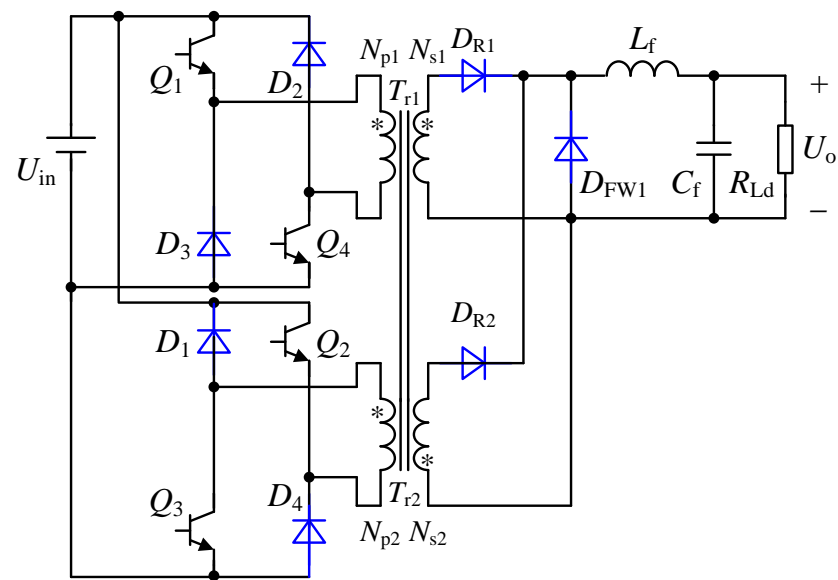 N_p1 N_s1 D_R1 L_f
Q_1 D_2 T_r1 +
* *
U_in D_FW1 C_f R_Ld U_o
D_3 Q_4 −
D_1 Q_2 D_R2
*
*
Q_3 D_4 T_r2
N_p2 N_s2